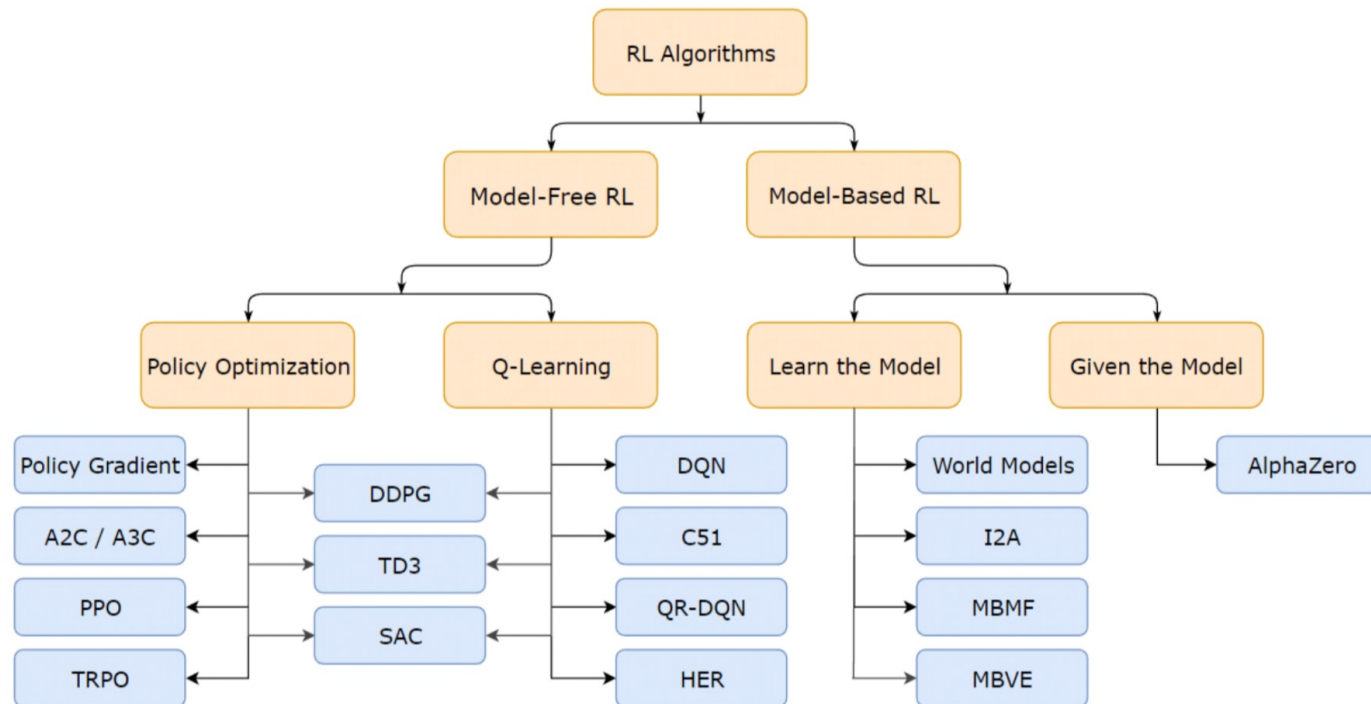 RL Algorithms
Model-Free RL
Model-Based RL
Policy Optimization
Q-Learning
Learn the Model
Given the Model
Policy Gradient
DDPG
DQN
World Models
AlphaZero
A2C / A3C
TD3
C51
I2A
PPO
SAC
QR-DQN
MBMF
TRPO
HER
MBVE